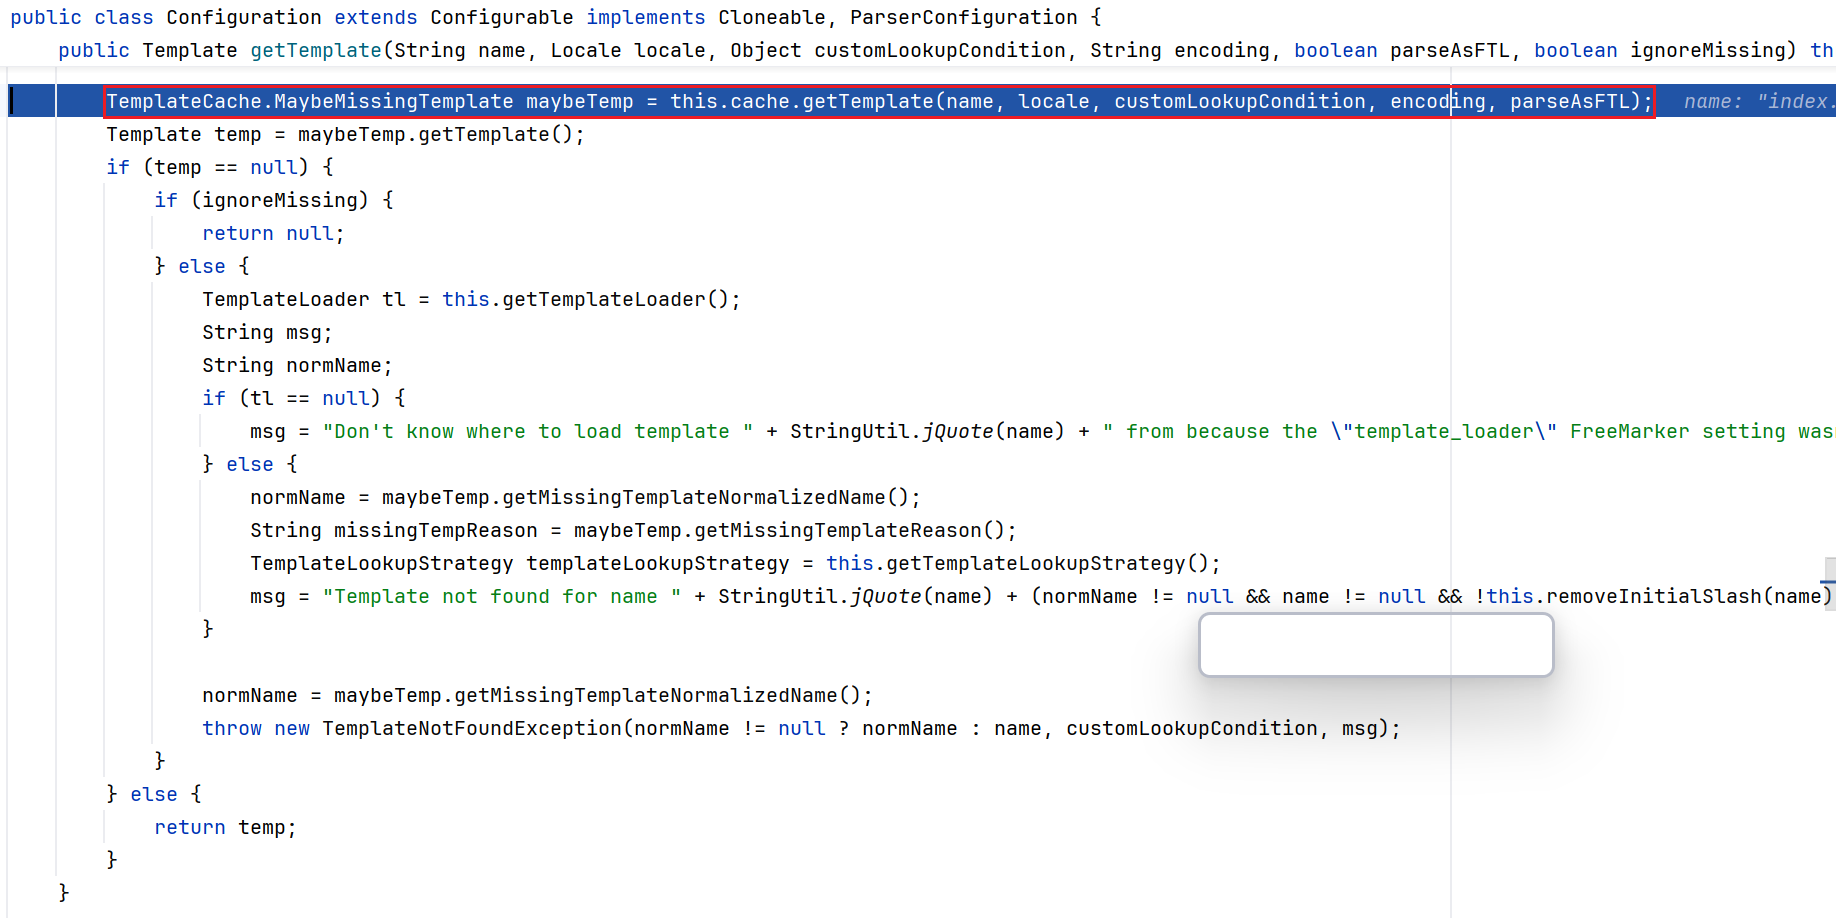 public class Configuration extends Configurable implements Cloneable, ParserConfiguration {
public Template getTemplate(String name, Locale locale, Object customLookupCondition, String encoding, boolean parseAsFTL, boolean ignoreMissing) th
TemplateCache.MaybeMissingTemplate maybeTemp = this.cache.getTemplate(name, locale, customLookupCondition, encoding, parseAsFTL);   name: "index.
Template temp = maybeTemp.getTemplate();
if (temp == null) {
if (ignoreMissing) {
return null;
} else {
TemplateLoader tl = this.getTemplateLoader();
String msg;
String normName;
if (tl == null) {
msg = "Don't know where to load template " + StringUtil.jQuote(name) + " from because the \"template_loader\" FreeMarker setting was
} else {
normName = maybeTemp.getMissingTemplateNormalizedName();
String missingTempReason = maybeTemp.getMissingTemplateReason();
TemplateLookupStrategy templateLookupStrategy = this.getTemplateLookupStrategy();
msg = "Template not found for name " + StringUtil.jQuote(name) + (normName != null && name != null && !this.removeInitialSlash(name)
}
normName = maybeTemp.getMissingTemplateNormalizedName();
throw new TemplateNotFoundException(normName != null ? normName : name, customLookupCondition, msg);
}
} else {
return temp;
}
}